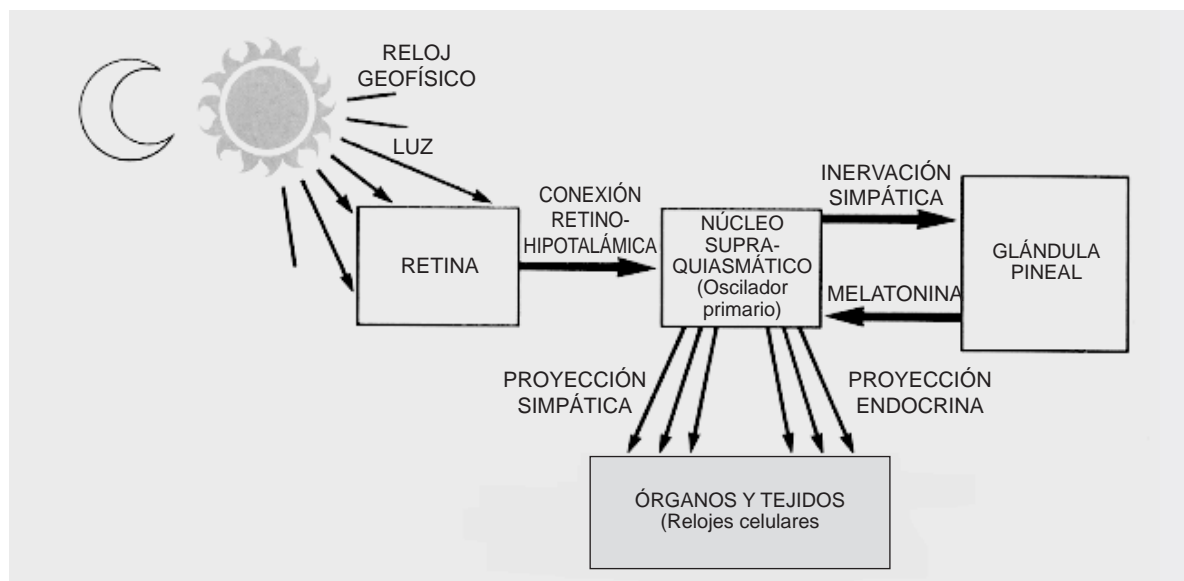 RELOJ
GEOFÍSICO
LUZ
RETINA
CONEXIÓN
RETINO-
HIPOTALÁMICA
NÚCLEO
SUPRA-
QUIASMÁTICO
(Oscilador
primario)
INERVACIÓN
SIMPÁTICA
MELATONINA
GLÁNDULA
PINEAL
PROYECCIÓN
SIMPÁTICA
PROYECCIÓN
ENDOCRINA
ÓRGANOS Y TEJIDOS
(Relojes celulares